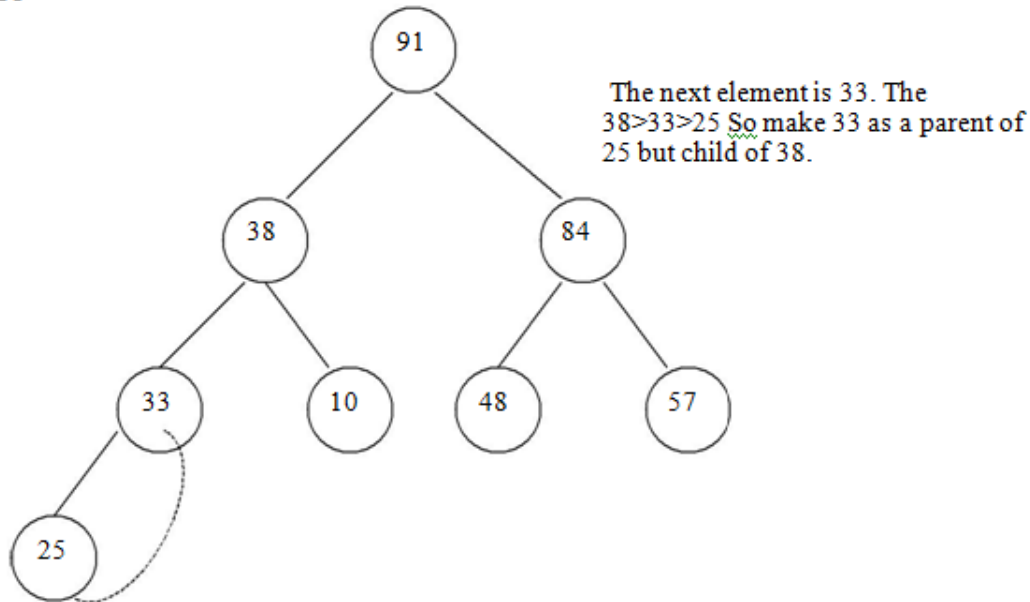 91
The next element is 33. The
38>33>25 So make 33 as a parent of
25 but child of 38.
38
84
33
10
48
57
25